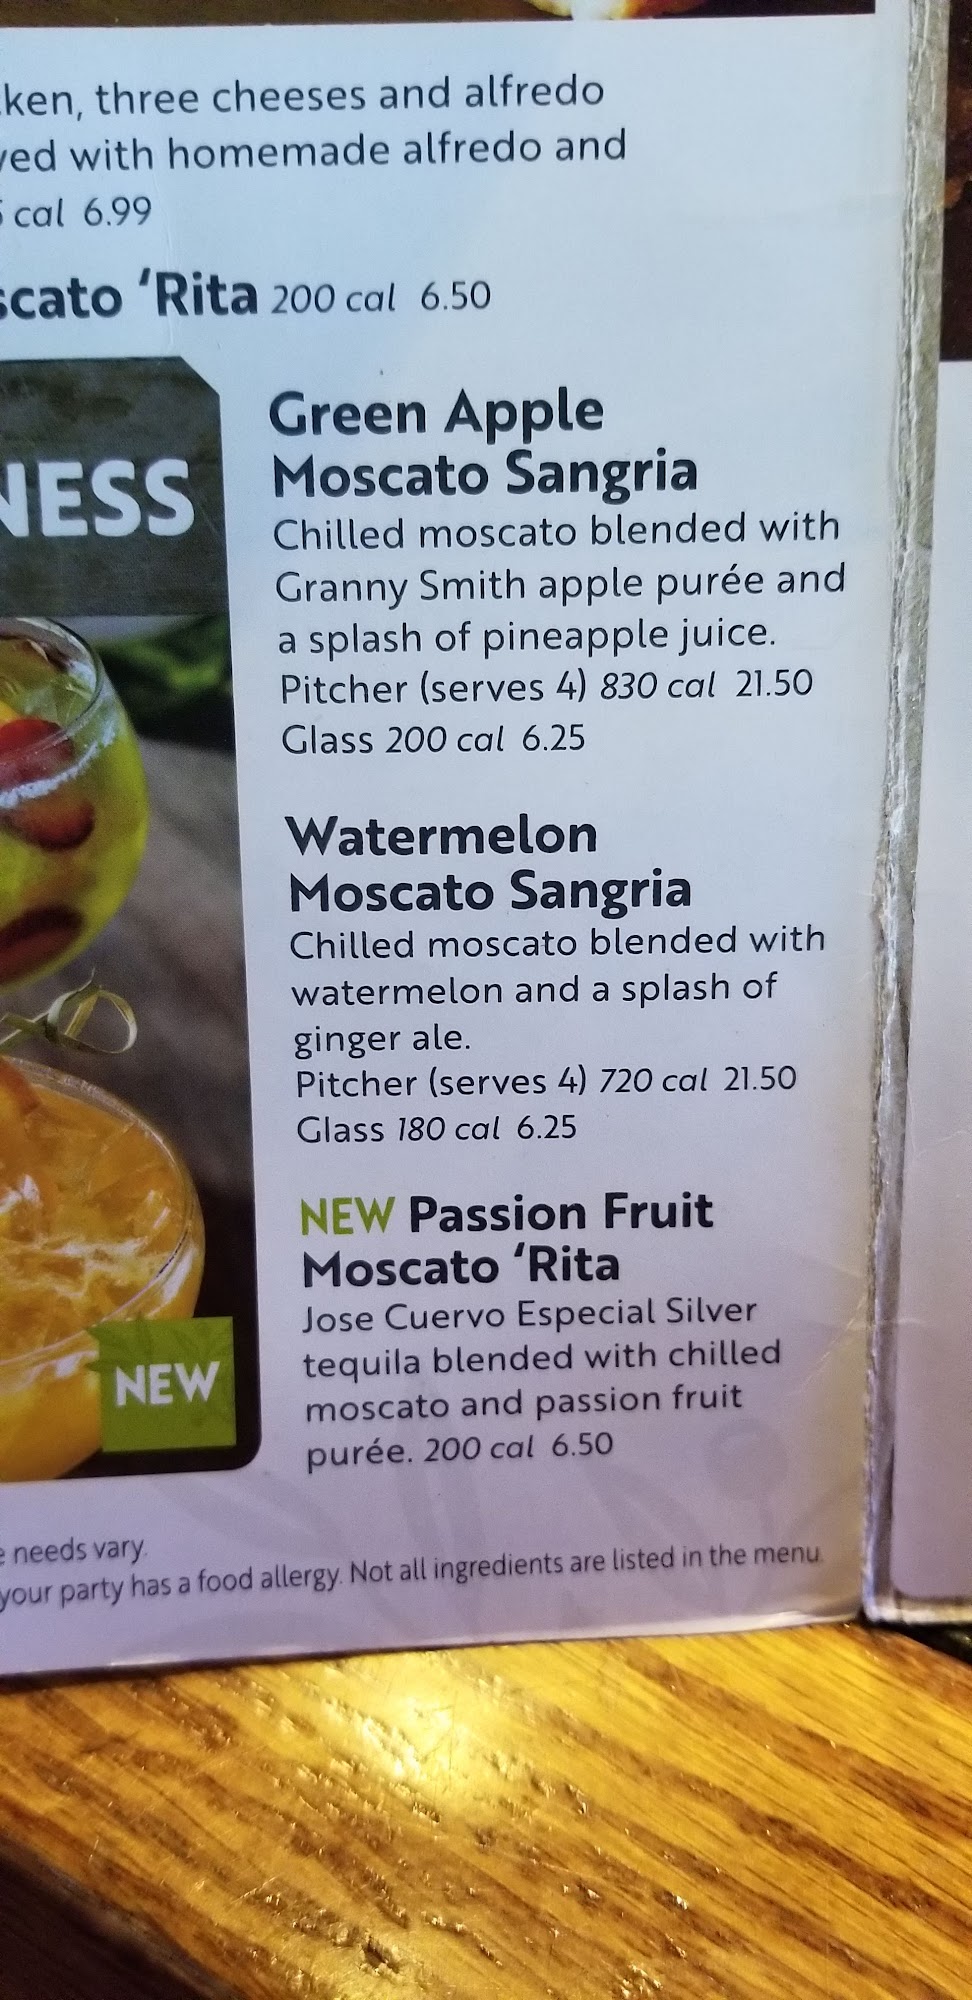 ken, three cheeses and alfredo
ved with homemade alfredo and
cal 6.99
scato ‘Rita 200 cal 6.50
NESS
Green Apple
Moscato Sangria
Chilled moscato blended with
Granny Smith apple purée and
a splash of pineapple juice.
Pitcher (serves 4) 830 cal 21.50
Glass 200 cal 6.25
Watermelon
Moscato Sangria
Chilled moscato blended with
watermelon and a splash of
ginger ale.
Pitcher (serves 4) 720 cal 21.50
Glass 180 cal 6.25
NEW Passion Fruit
Moscato ‘Rita
Jose Cuervo Especial Silver
tequila blended with chilled
moscato and passion fruit
purée. 200 cal 6.50
NEW
e needs vary.
your party has a food allergy. Not all ingredients are listed in the menu.